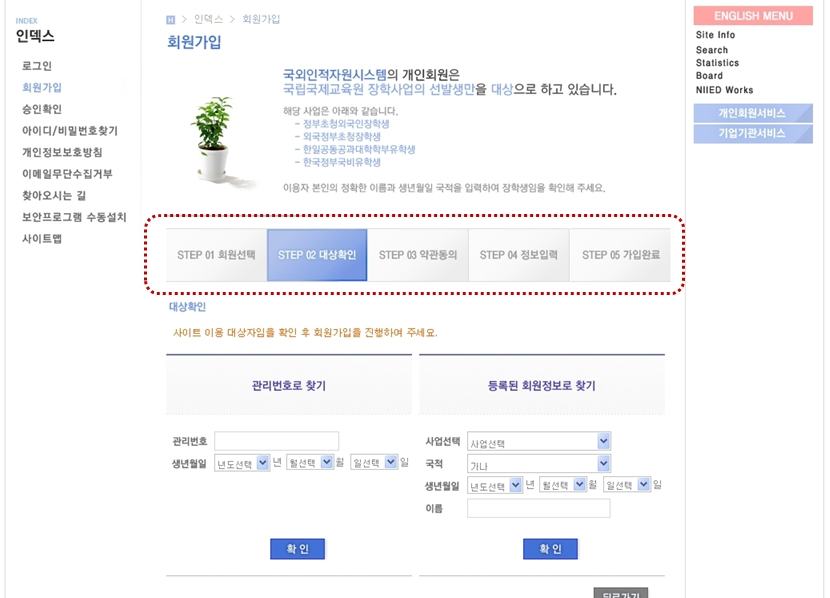 INDEX
인덱스
로그인
회원가입
승인확인
아이디/비밀번호찾기
개인정보보호방침
이메일무단수집거부
찾아오시는 길
보안프로그램 수동설치
사이트맵
H > 인덱스 > 회원가입
회원가입
국외인적자원시스템의 개인회원은
국립국제교육원 장학사업의 선발생만을 대상으로 하고 있습니다.
해당 사업은 아래와 같습니다.
- 정부초청외국인장학생
- 외국정부초청장학생
- 한일공동공과대학학부유학생
- 한국정부국비유학생
이용자 본인의 정확한 이름과 생년월일 국적을 입력하여 장학생임을 확인해 주세요.
STEP 01 회원선택
STEP 02 대상확인
STEP 03 약관동의
STEP 04 정보입력
STEP 05 가입완료
대상확인
사이트 이용 대상자임을 확인 후 회원가입을 진행하여 주세요.
관리번호로 찾기
관리번호
생년월일 년도선택 년 월선택 월 일선택 일
확 인
등록된 회원정보로 찾기
사업선택 사업선택
국적 가나
생년월일 년도선택 년 월선택 월 일선택 일
이름
확 인
뒤로가기
ENGLISH MENU
Site Info
Search
Statistics
Board
NIIED Works
개인회원서비스
기업기관서비스